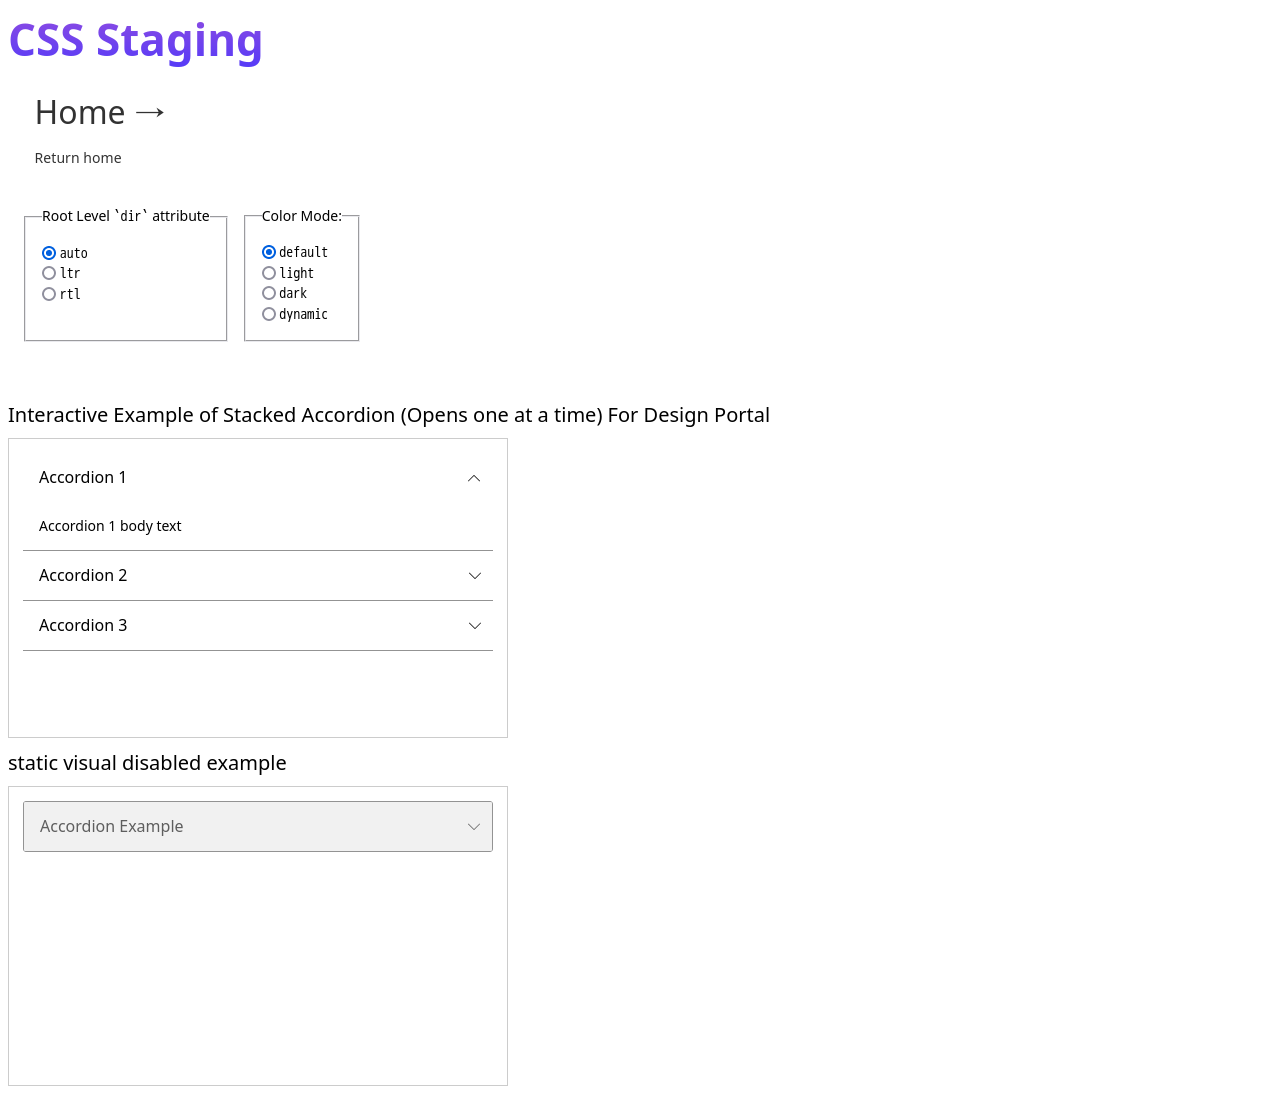 CSS Staging
Home →
Return home
Root Level `dir` attribute
auto
ltr
rtl
Color Mode:
default
light
dark
dynamic
Interactive Example of Stacked Accordion (Opens one at a time) For Design Portal
Accordion 1
Accordion 1 body text
Accordion 2
Accordion 3
static visual disabled example
Accordion Example